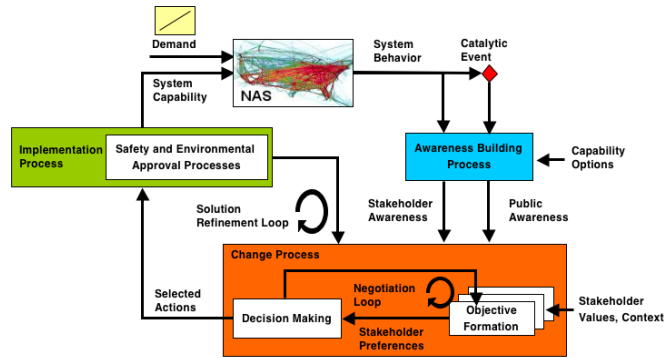 Demand
System
Capability
NAS
System
Behavior
Catalytic
Event
Implementation
Process
Safety and Environmental
Approval Processes
Awareness Building
Process
Capability
Options
Solution
Refinement Loop
Stakeholder
Awareness
Public
Awareness
Change Process
Selected
Actions
Decision Making
Negotiation
Loop
Stakeholder
Preferences
Objective
Formation
Stakeholder
Values, Context